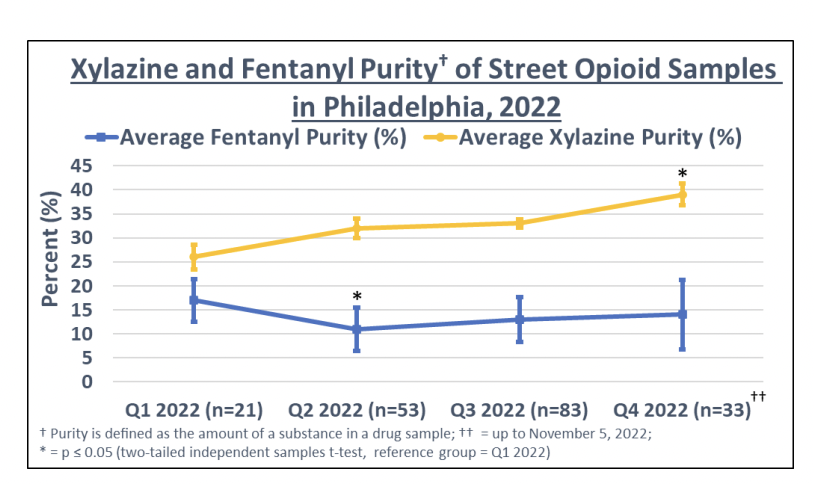 Xylazine and Fentanyl Purity† of Street Opioid Samples
in Philadelphia, 2022
Average Fentanyl Purity (%) Average Xylazine Purity (%)
Percent (%)
45
40
35
30
25
20
15
10
5
0
*
*
Q1 2022 (n=21) Q2 2022 (n=53) Q3 2022 (n=83) Q4 2022 (n=33)††
† Purity is defined as the amount of a substance in a drug sample; †† = up to November 5, 2022;
* = p ≤ 0.05 (two-tailed independent samples t-test, reference group = Q1 2022)